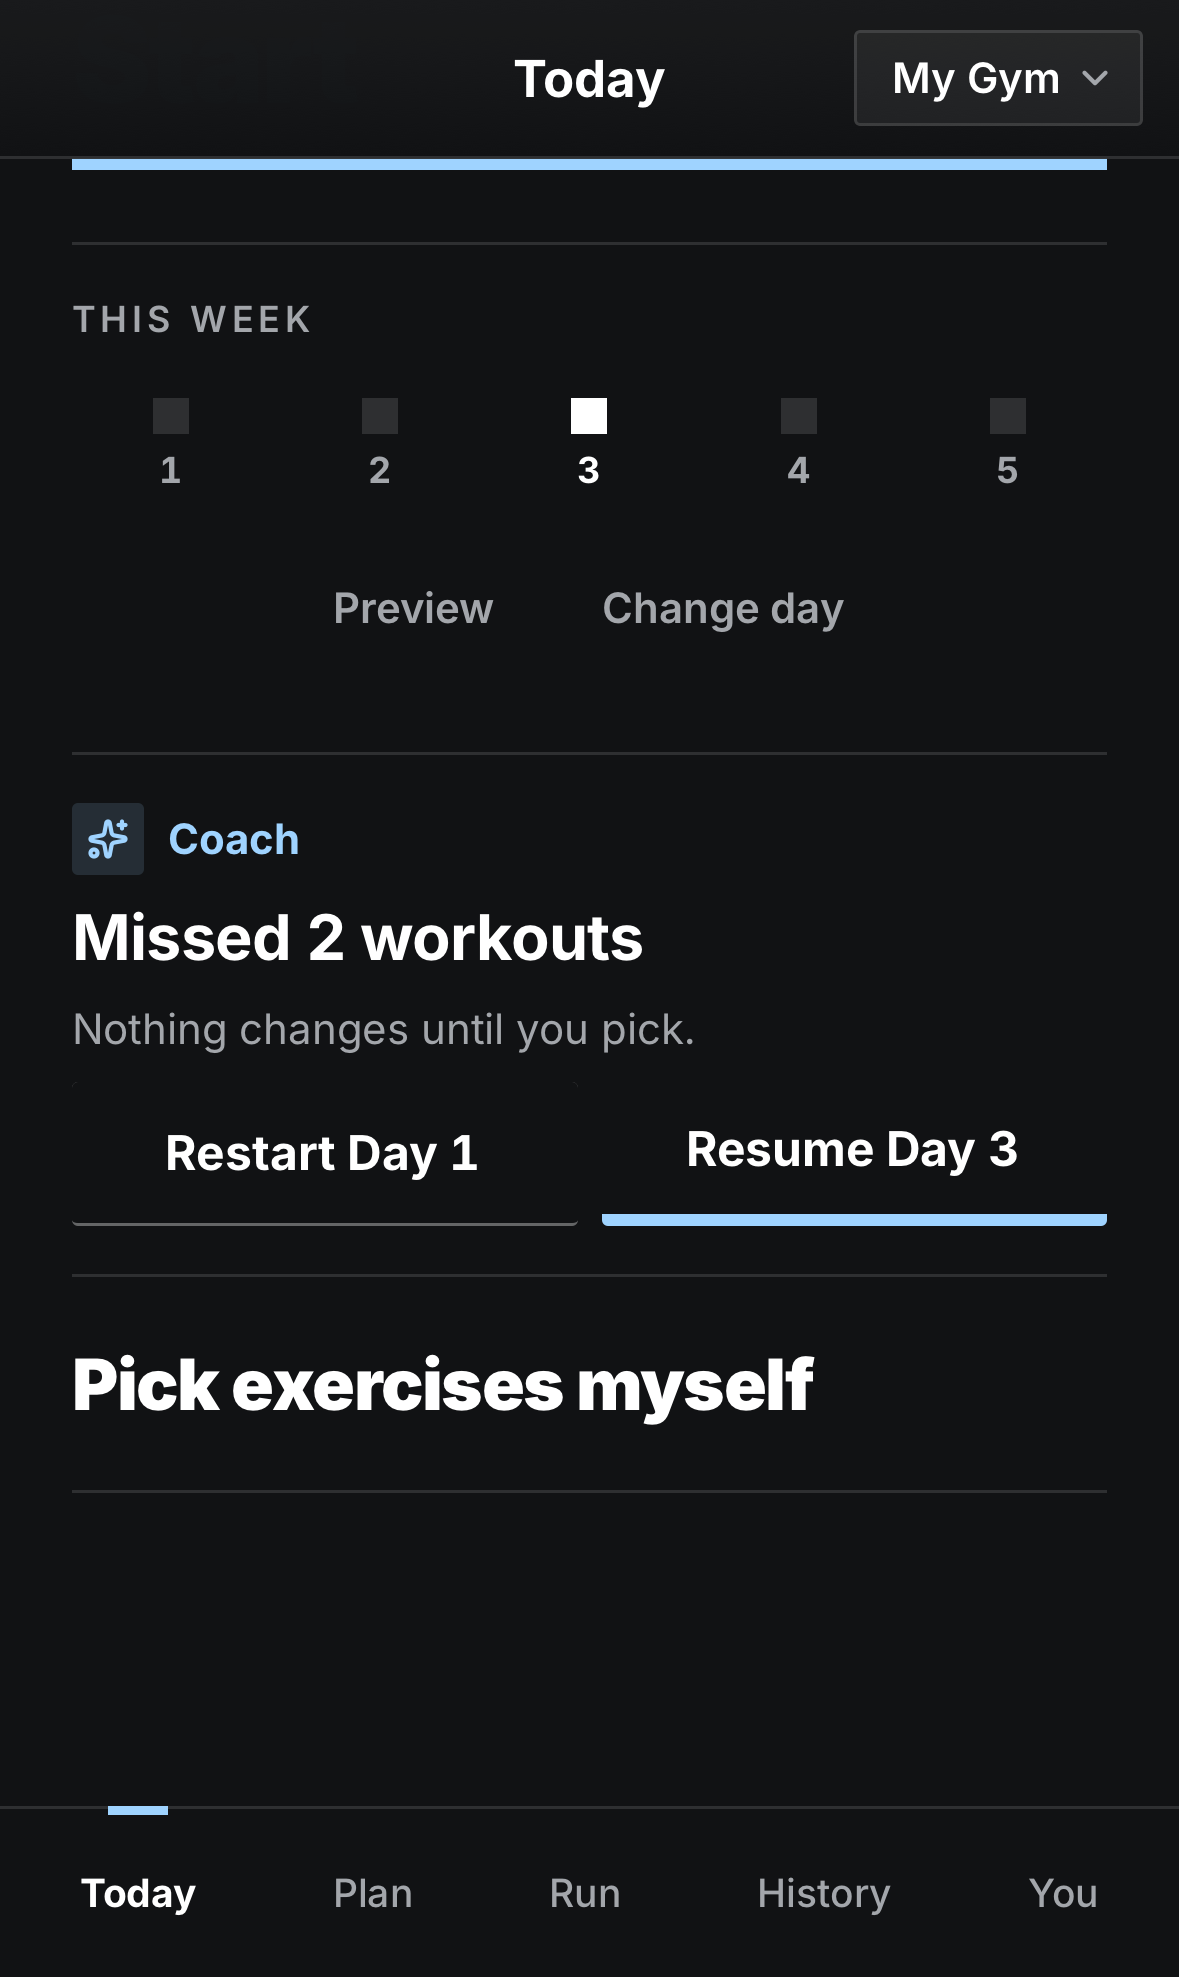 Today
My Gym
THIS WEEK
1 2 3 4 5
Preview Change day
Coach
Missed 2 workouts
Nothing changes until you pick.
Restart Day 1
Resume Day 3
Pick exercises myself
Today Plan Run History You